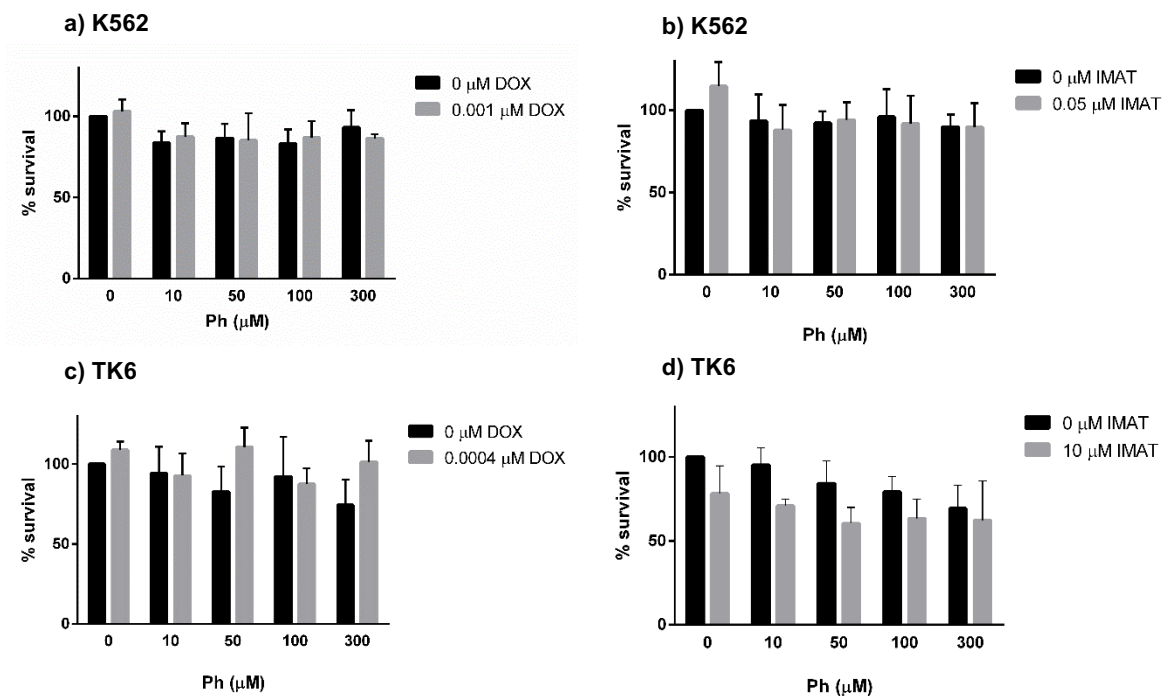 a) K562
0 μM DOX
0.001 μM DOX
100
50
0
% survival
0 10 50 100 300
Ph (μM)
b) K562
0 μM IMAT
0.05 μM IMAT
100
50
0
% survival
0 10 50 100 300
Ph (μM)
c) TK6
0 μM DOX
0.0004 μM DOX
100
50
0
% survival
0 10 50 100 300
Ph (μM)
d) TK6
0 μM IMAT
10 μM IMAT
100
50
0
% survival
0 10 50 100 300
Ph (μM)